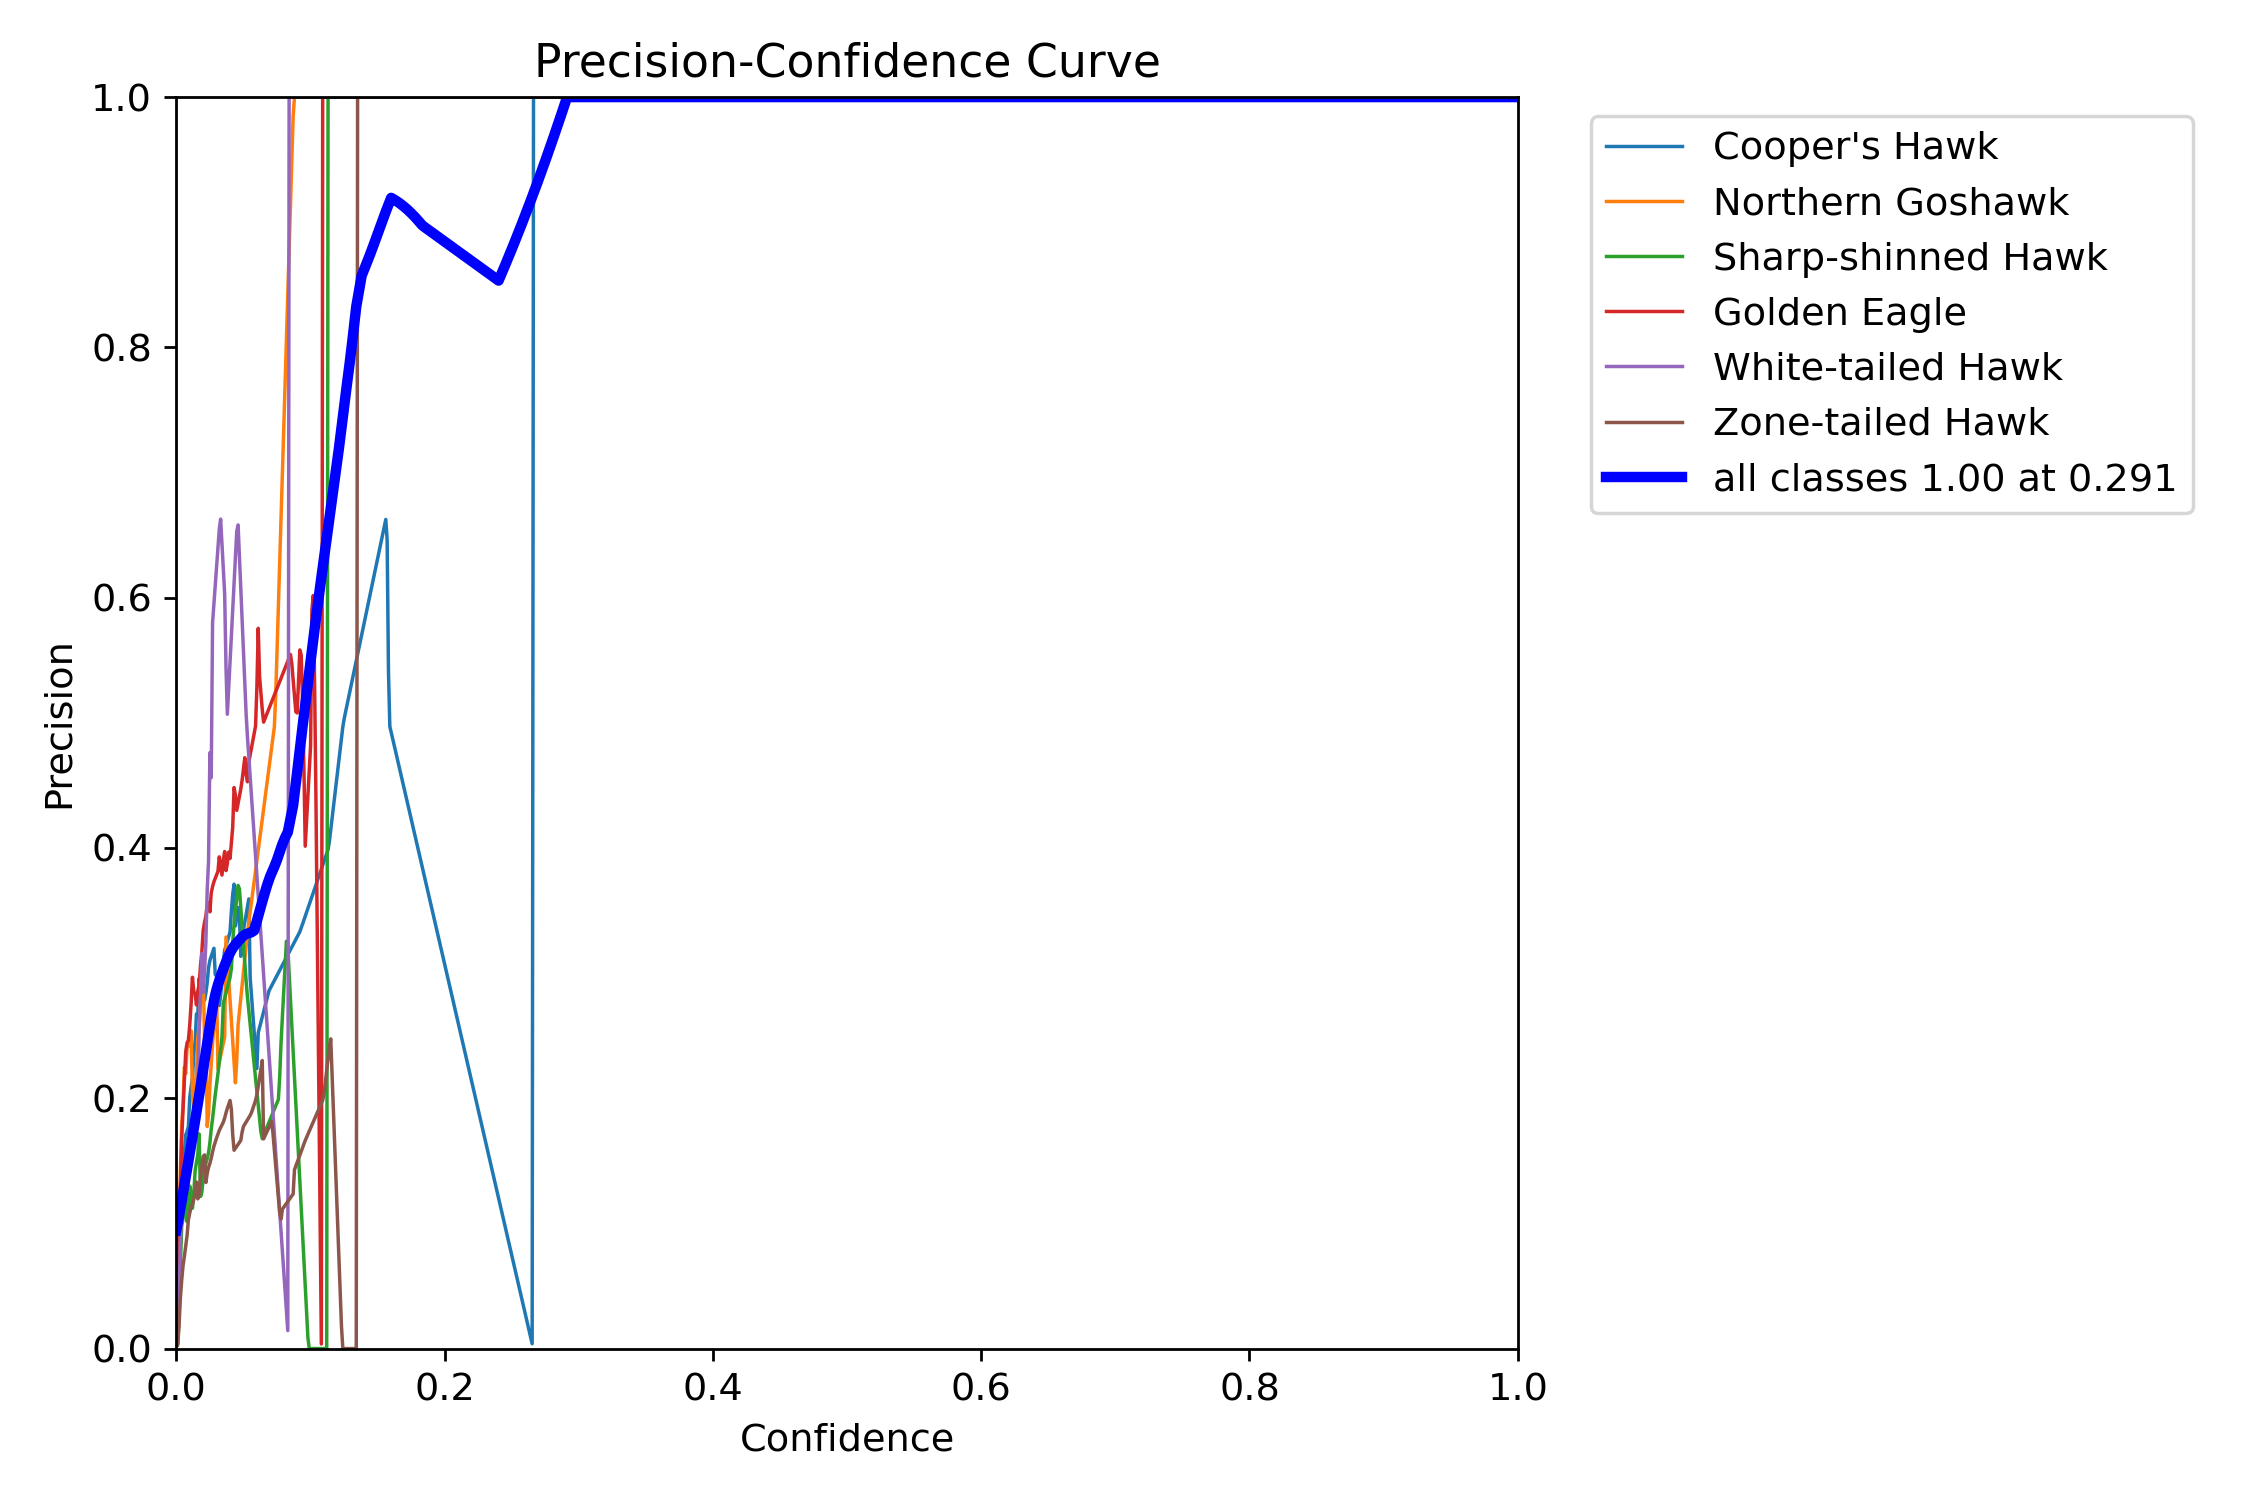 Precision-Confidence Curve
1.0
0.8
0.6
0.4
0.2
0.0
Precision
0.0 0.2 0.4 0.6 0.8 1.0
Confidence
Cooper's Hawk
Northern Goshawk
Sharp-shinned Hawk
Golden Eagle
White-tailed Hawk
Zone-tailed Hawk
all classes 1.00 at 0.291